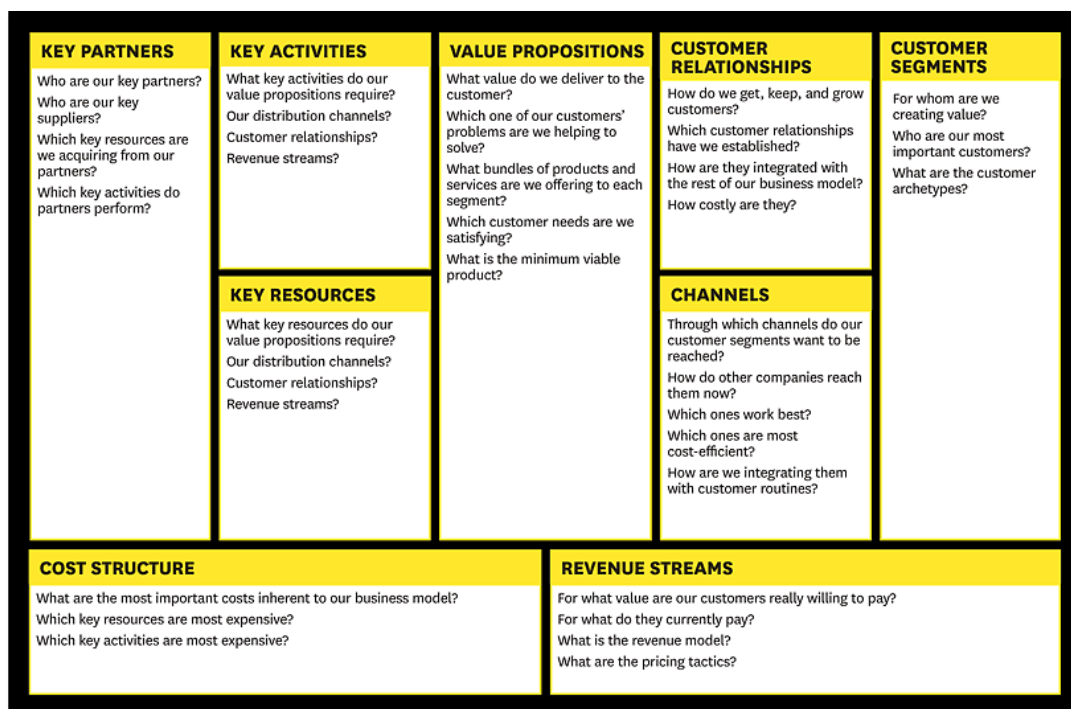 KEY PARTNERS
Who are our key partners?
Who are our key
suppliers?
Which key resources are
we acquiring from our
partners?
Which key activities do
partners perform?
KEY ACTIVITIES
What key activities do our
value propositions require?
Our distribution channels?
Customer relationships?
Revenue streams?
KEY RESOURCES
What key resources do our
value propositions require?
Our distribution channels?
Customer relationships?
Revenue streams?
VALUE PROPOSITIONS
What value do we deliver to the
customer?
Which one of our customers’
problems are we helping to
solve?
What bundles of products and
services are we offering to each
segment?
Which customer needs are we
satisfying?
What is the minimum viable
product?
CUSTOMER
RELATIONSHIPS
How do we get, keep, and grow
customers?
Which customer relationships
have we established?
How are they integrated with
the rest of our business model?
How costly are they?
CHANNELS
Through which channels do our
customer segments want to be
reached?
How do other companies reach
them now?
Which ones work best?
Which ones are most
cost-efficient?
How are we integrating them
with customer routines?
CUSTOMER
SEGMENTS
For whom are we
creating value?
Who are our most
important customers?
What are the customer
archetypes?
COST STRUCTURE
What are the most important costs inherent to our business model?
Which key resources are most expensive?
Which key activities are most expensive?
REVENUE STREAMS
For what value are our customers really willing to pay?
For what do they currently pay?
What is the revenue model?
What are the pricing tactics?